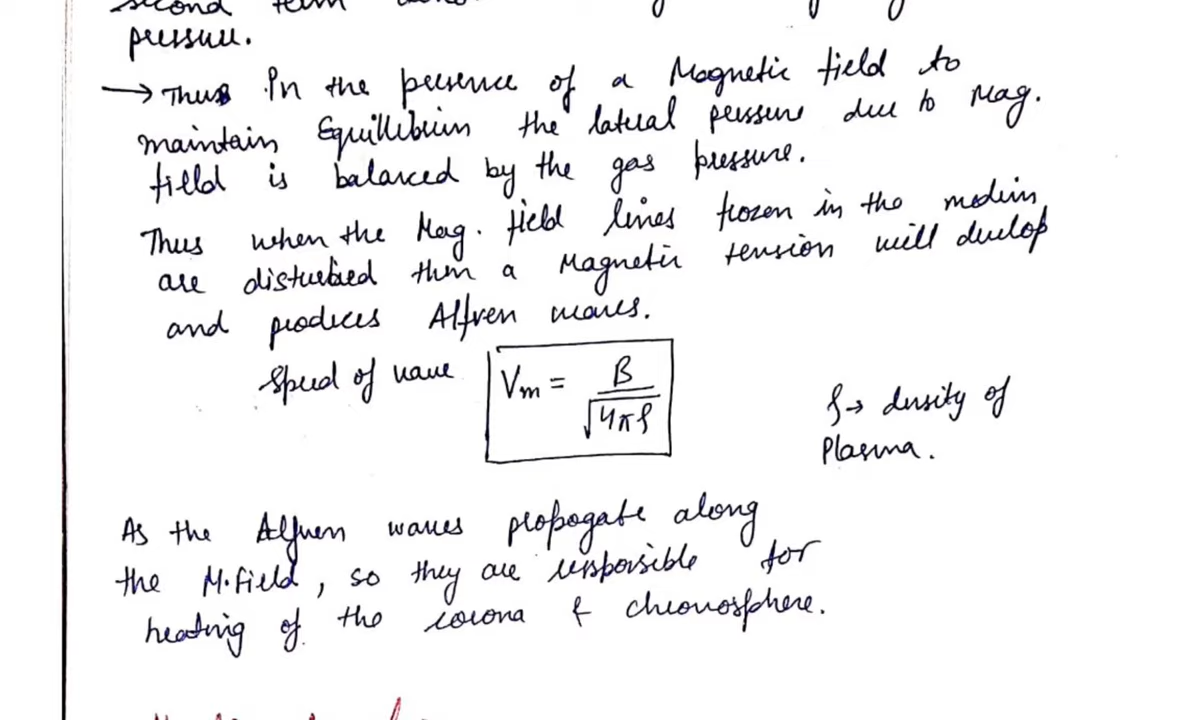 second term
pressure.
→ Thus In the presence of a Magnetic field to
maintain Equillibrium the lateral pressure due to Mag.
field is balanced by the gas pressure.
Thus when the Mag. field lines frozen in the medium
are disturbed then a Magnetic tension will develop
and produces Alfven waves.
Speed of wave Vm = B / √4πρ
ρ → density of
Plasma.
As the Alfven waves propogate along
the M.field, so they are responsible for
heating of the corona & chromosphere.